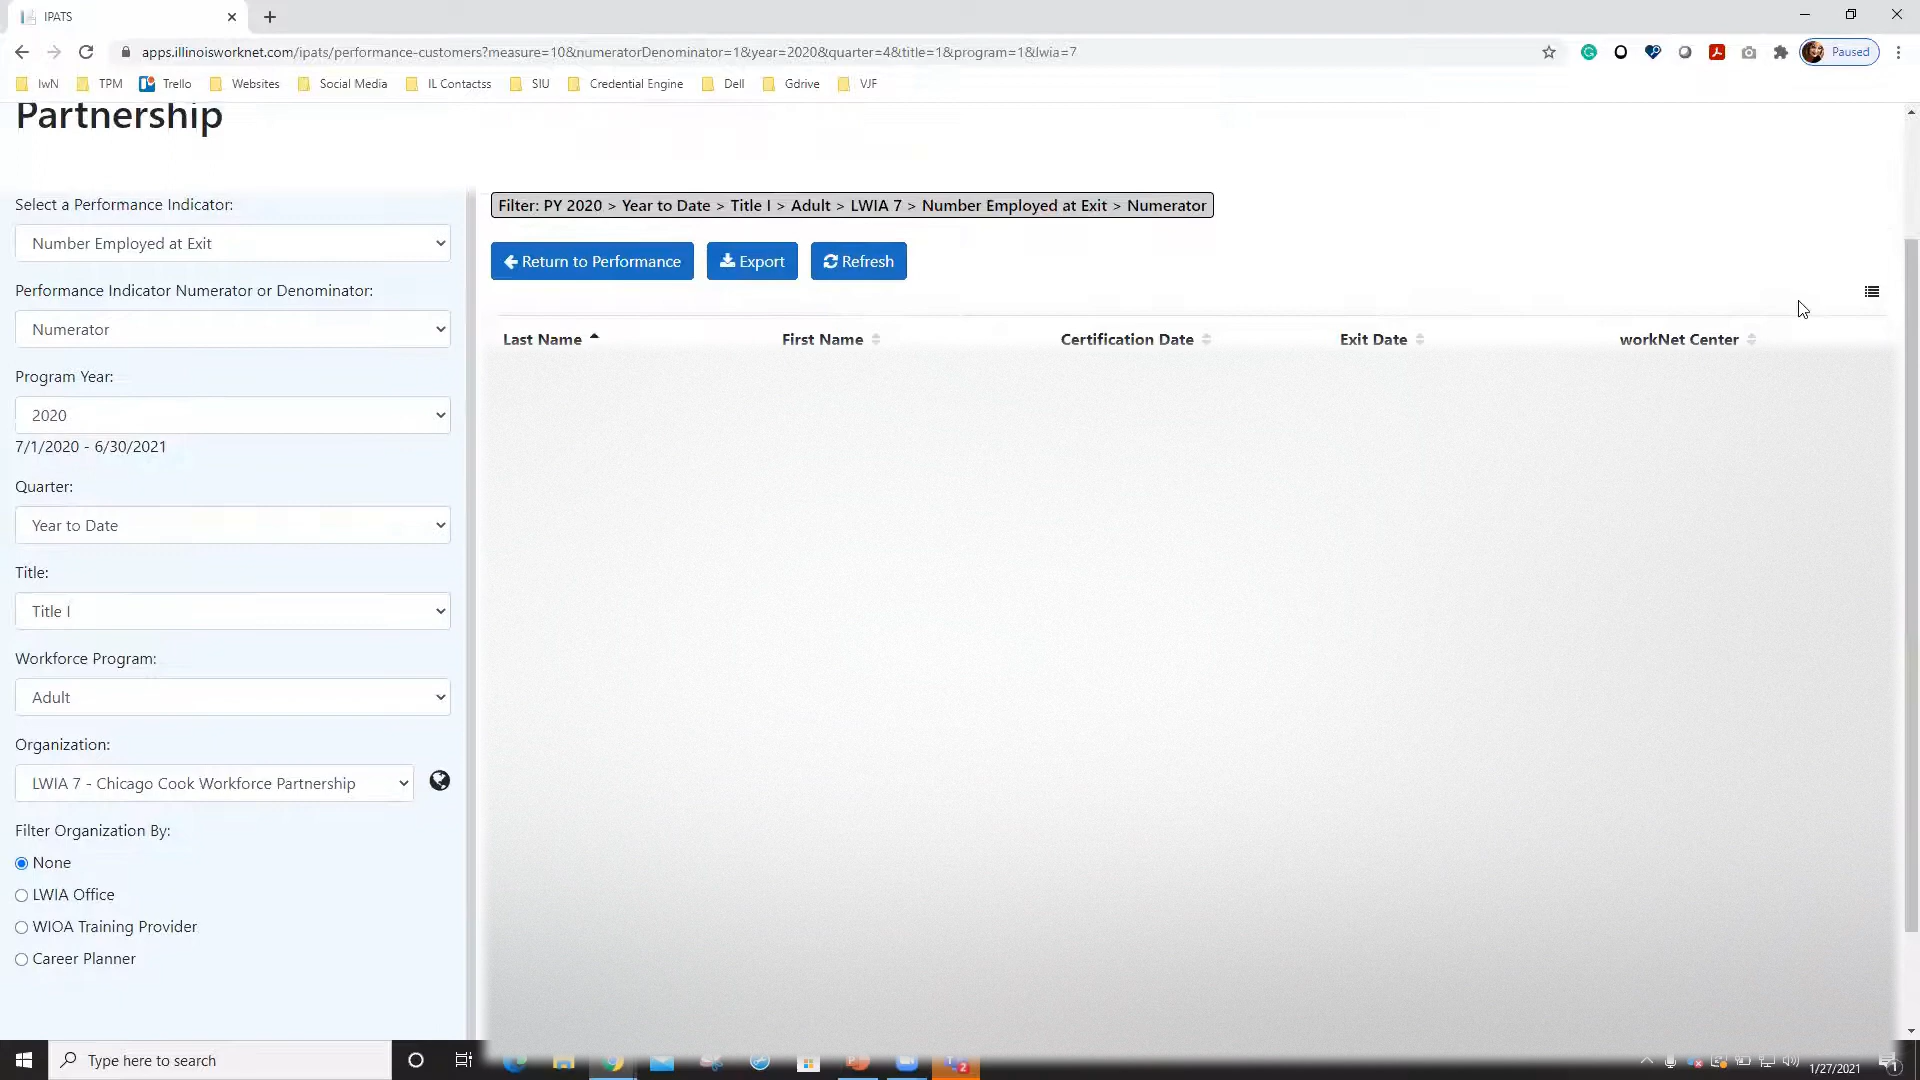 IPATS
apps.illinoisworknet.com/ipats/performance-customers?measure=10&numeratorDenominator=1&year=2020&quarter=4&title=1&program=1&lwia=7
Paused
IwN TPM Trello Websites Social Media IL Contactss SIU Credential Engine Dell Gdrive VJF
Partnership
Select a Performance Indicator:
Number Employed at Exit
Performance Indicator Numerator or Denominator:
Numerator
Program Year:
2020
7/1/2020 - 6/30/2021
Quarter:
Year to Date
Title:
Title I
Workforce Program:
Adult
Organization:
LWIA 7 - Chicago Cook Workforce Partnership
Filter Organization By:
None
LWIA Office
WIOA Training Provider
Career Planner
Filter: PY 2020 > Year to Date > Title I > Adult > LWIA 7 > Number Employed at Exit > Numerator
Return to Performance Export Refresh
Last Name First Name Certification Date Exit Date workNet Center
Type here to search
1/27/2021